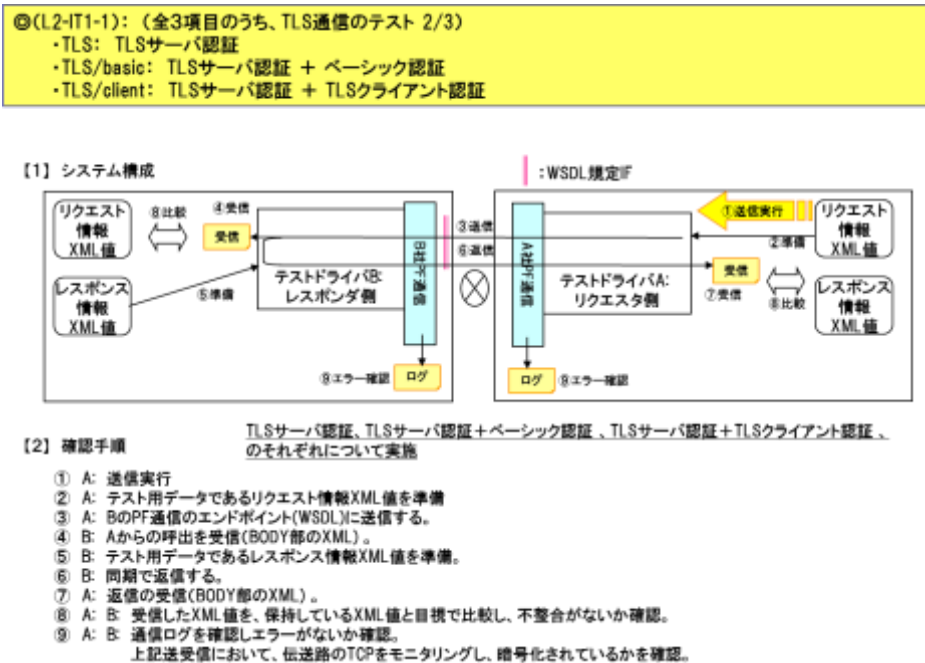 ◎(L2-IT1-1)： （全3項目のうち、TLS通信のテスト 2/3）
・TLS： TLSサーバ認証
・TLS/basic： TLSサーバ認証 ＋ ベーシック認証
・TLS/client： TLSサーバ認証 ＋ TLSクライアント認証
【1】 システム構成
：WSDL規定IF
リクエスト
情報
XML値
⑧比較
④受信
受信
レスポンス
情報
XML値
⑤準備
テストドライバB:
レスポンダ側
B社PF通信
③送信
⑥返信
A社PF通信
テストドライバA:
リクエスタ側
①送信実行
②準備
リクエスト
情報
XML値
受信
⑦受信
⑧比較
レスポンス
情報
XML値
⑨エラー確認
ログ
ログ
⑨エラー確認
【2】 確認手順
TLSサーバ認証、TLSサーバ認証＋ベーシック認証 、TLSサーバ認証＋TLSクライアント認証 、
のそれぞれについて実施
① A: 送信実行
② A: テスト用データであるリクエスト情報XML値を準備
③ A: BのPF通信のエンドポイント(WSDL)に送信する。
④ B: Aからの呼出を受信(BODY部のXML) 。
⑤ B: テスト用データであるレスポンス情報XML値を準備。
⑥ B: 同期で返信する。
⑦ A: 返信の受信(BODY部のXML) 。
⑧ A: B: 受信したXML値を、保持しているXML値と目視で比較し、不整合がないか確認。
⑨ A: B: 通信ログを確認しエラーがないか確認。
上記送受信において、伝送路のTCPをモニタリングし、暗号化されているかを確認。